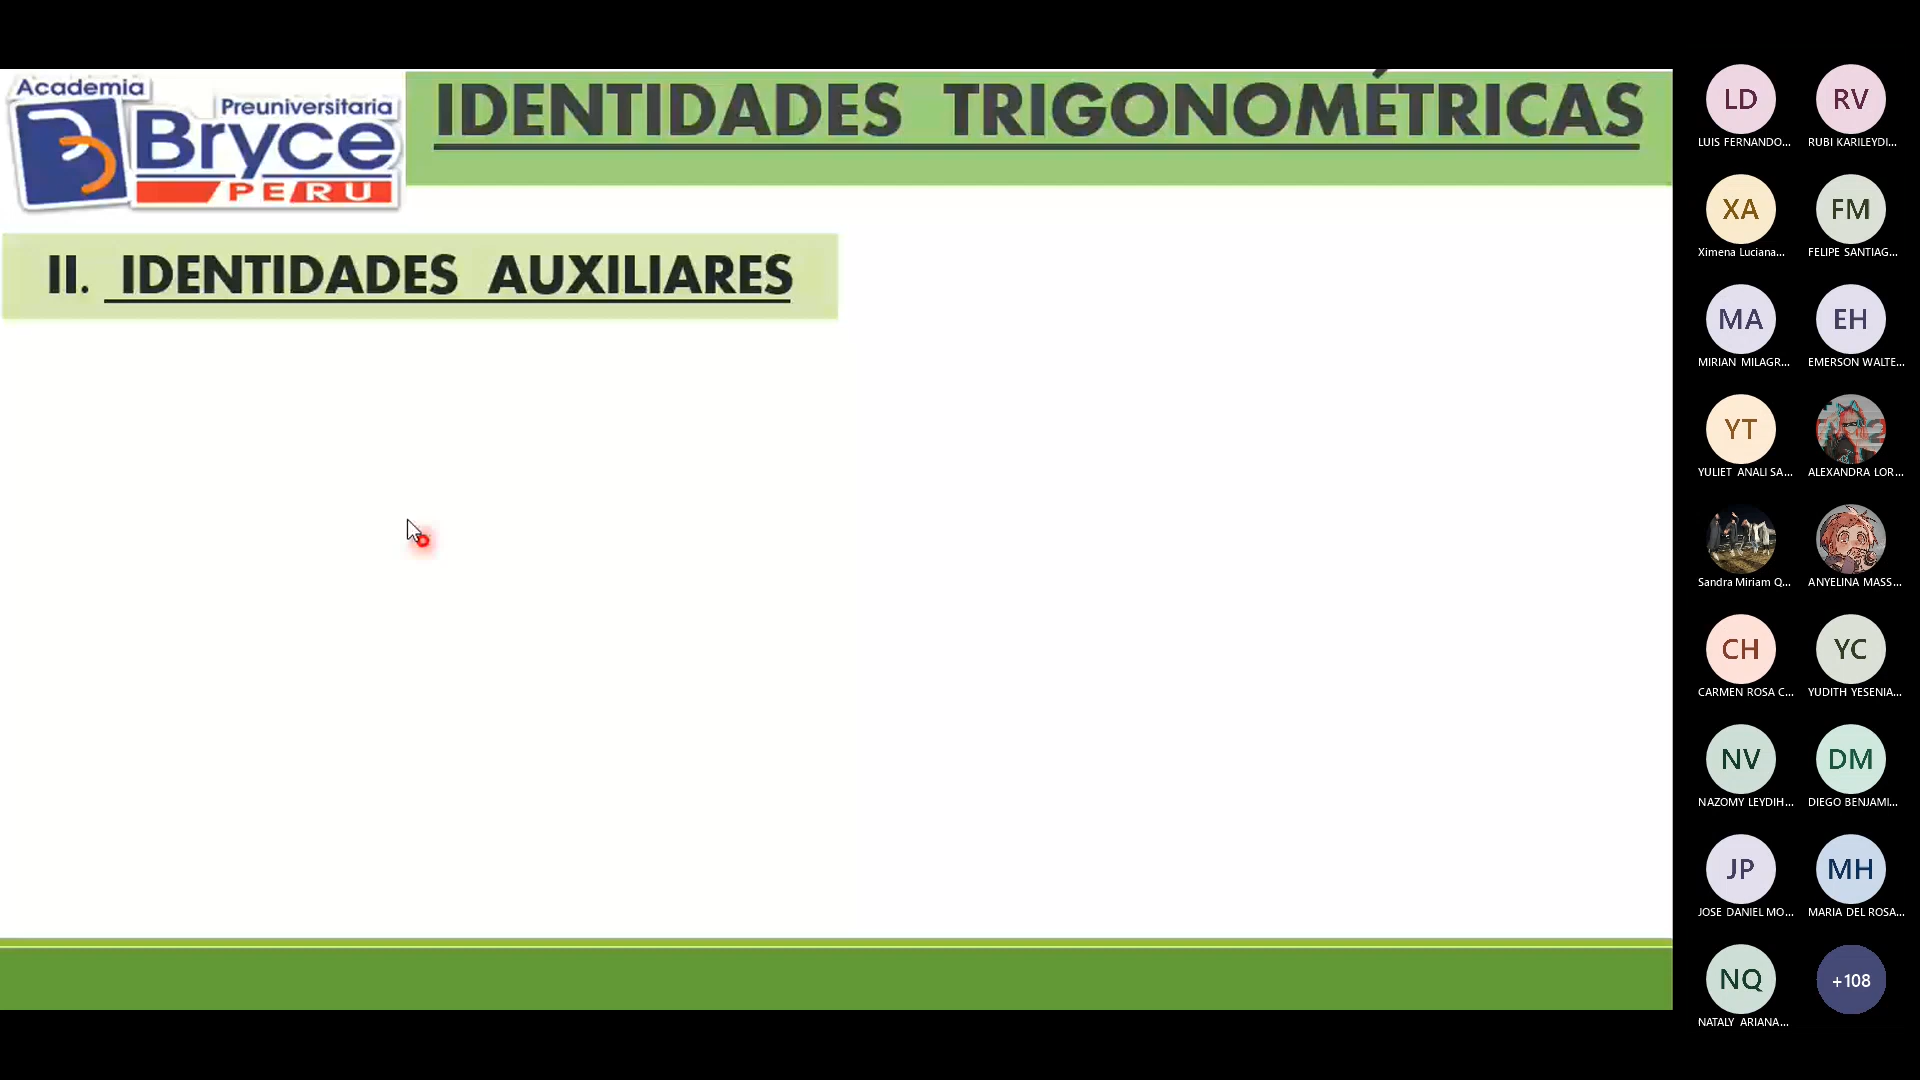 Academia
Preuniversitaria
Bryce
PERU
IDENTIDADES TRIGONOMÉTRICAS
II. IDENTIDADES AUXILIARES
LD
RV
LUIS FERNANDO...
RUBI KARILEYDI...
XA
FM
Ximena Luciana...
FELIPE SANTIAG...
MA
EH
MIRIAN MILAGR...
EMERSON WALTE...
YT
YULIET ANALI SA...
ALEXANDRA LOR...
Sandra Miriam Q...
ANYELINA MASS...
CH
YC
CARMEN ROSA C...
YUDITH YESENIA...
NV
DM
NAZOMY LEYDIH...
DIEGO BENJAMI...
JP
MH
JOSE DANIEL MO...
MARIA DEL ROSA...
NQ
+108
NATALY ARIANA...